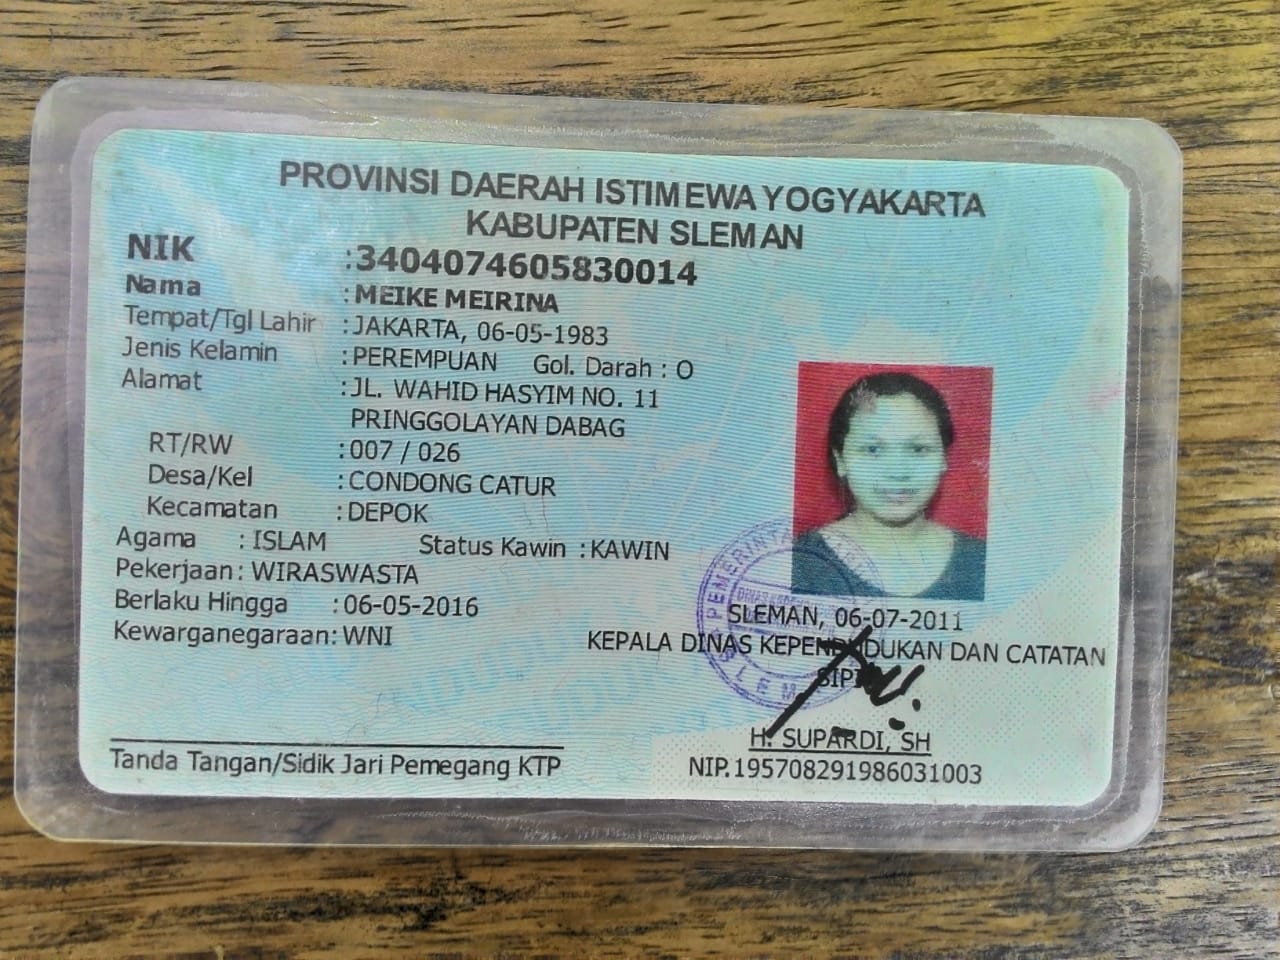 PROVINSI DAERAH ISTIMEWA YOGYAKARTA
KABUPATEN SLEMAN
NIK :3404074605830014
Nama :MEIKE MEIRINA
Tempat/Tgl Lahir :JAKARTA, 06-05-1983
Jenis Kelamin :PEREMPUAN Gol. Darah : O
Alamat :JL. WAHID HASYIM NO. 11
PRINGGOLAYAN DABAG
RT/RW :007 / 026
Desa/Kel :CONDONG CATUR
Kecamatan :DEPOK
Agama :ISLAM Status Kawin :KAWIN
Pekerjaan: WIRASWASTA
Berlaku Hingga :06-05-2016
Kewarganegaraan: WNI
SLEMAN, 06-07-2011
KEPALA DINAS KEPENDUDUKAN DAN CATATAN
H. SUPARDI, SH
NIP.195708291986031003
Tanda Tangan/Sidik Jari Pemegang KTP